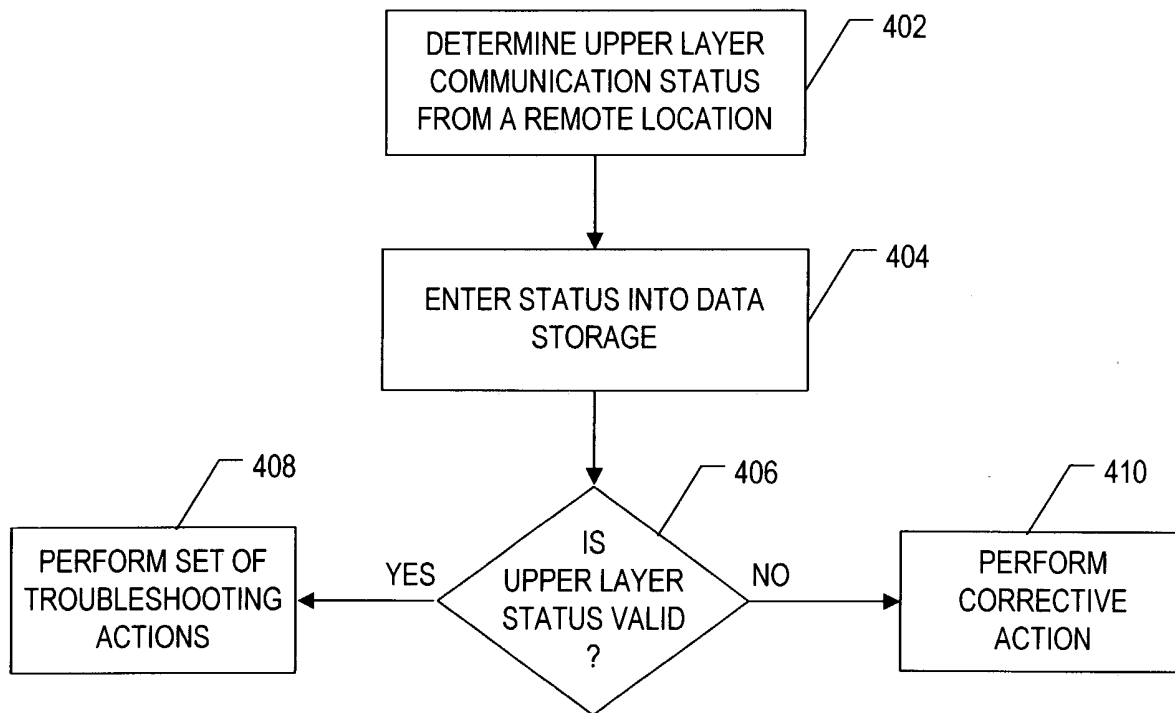 402
DETERMINE UPPER LAYER
COMMUNICATION STATUS
FROM A REMOTE LOCATION
404
ENTER STATUS INTO DATA
STORAGE
408
406
410
PERFORM SET OF
TROUBLESHOOTING
ACTIONS
YES
IS
UPPER LAYER
STATUS VALID
?
NO
PERFORM
CORRECTIVE
ACTION